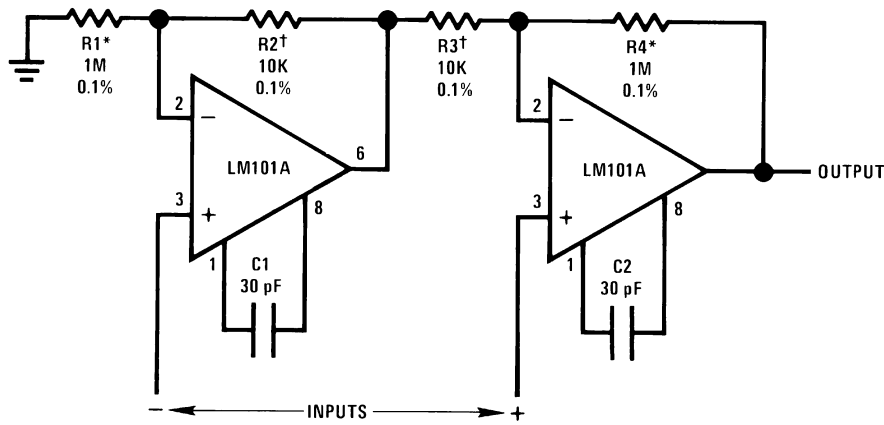 R1*
1M
0.1%
R2†
10K
0.1%
R3†
10K
0.1%
R4*
1M
0.1%
2
−
LM101A
6
3
+
8
1
C1
30 pF
2
−
LM101A
OUTPUT
3
+
8
1
C2
30 pF
− INPUTS +